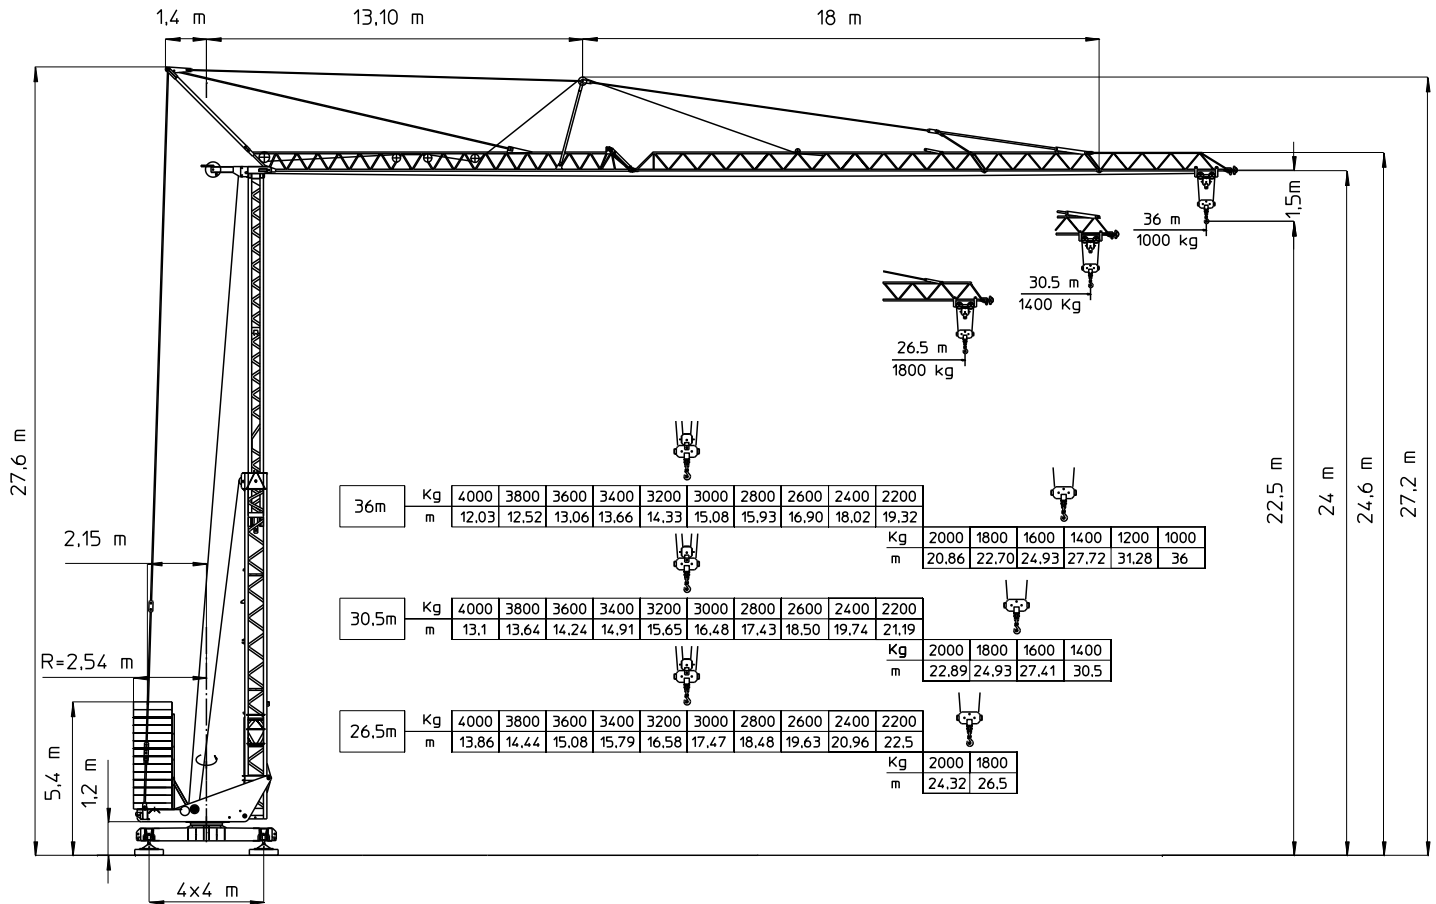 1,4 m
13,10 m
18 m
1,5m
36 m
1000 kg
30.5 m
1400 Kg
26.5 m
1800 kg
27,6 m
22,5 m
24 m
24,6 m
27,2 m
36m
Kg 4000 3800 3600 3400 3200 3000 2800 2600 2400 2200
m 12,03 12,52 13,06 13,66 14,33 15,08 15,93 16,90 18,02 19,32
Kg 2000 1800 1600 1400 1200 1000
m 20,86 22,70 24,93 27,72 31,28 36
2,15 m
30,5m
Kg 4000 3800 3600 3400 3200 3000 2800 2600 2400 2200
m 13,1 13,64 14,24 14,91 15,65 16,48 17,43 18,50 19,74 21,19
Kg 2000 1800 1600 1400
m 22,89 24,93 27,41 30,5
R=2,54 m
26,5m
Kg 4000 3800 3600 3400 3200 3000 2800 2600 2400 2200
m 13,86 14,44 15,08 15,79 16,58 17,47 18,48 19,63 20,96 22,5
Kg 2000 1800
m 24,32 26,5
5,4 m
1,2 m
4x4 m